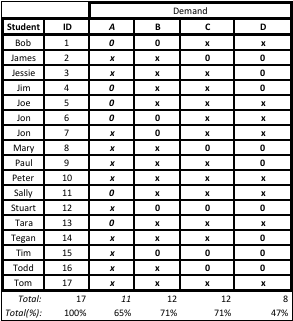 Demand
Student ID A B C D
Bob 1 0 0 x x
James 2 x x 0 0
Jessie 3 x x x 0
Jim 4 0 x x 0
Joe 5 0 x x x
Jon 6 0 0 x x
Jon 7 x 0 x x
Mary 8 x x 0 0
Paul 9 x x x 0
Peter 10 x x x x
Sally 11 0 x x x
Stuart 12 x 0 0 0
Tara 13 0 x x x
Tegan 14 x x x 0
Tim 15 x 0 0 0
Todd 16 x x 0 0
Tom 17 x x x x
Total: 17 11 12 12 8
Total(%): 100% 65% 71% 71% 47%